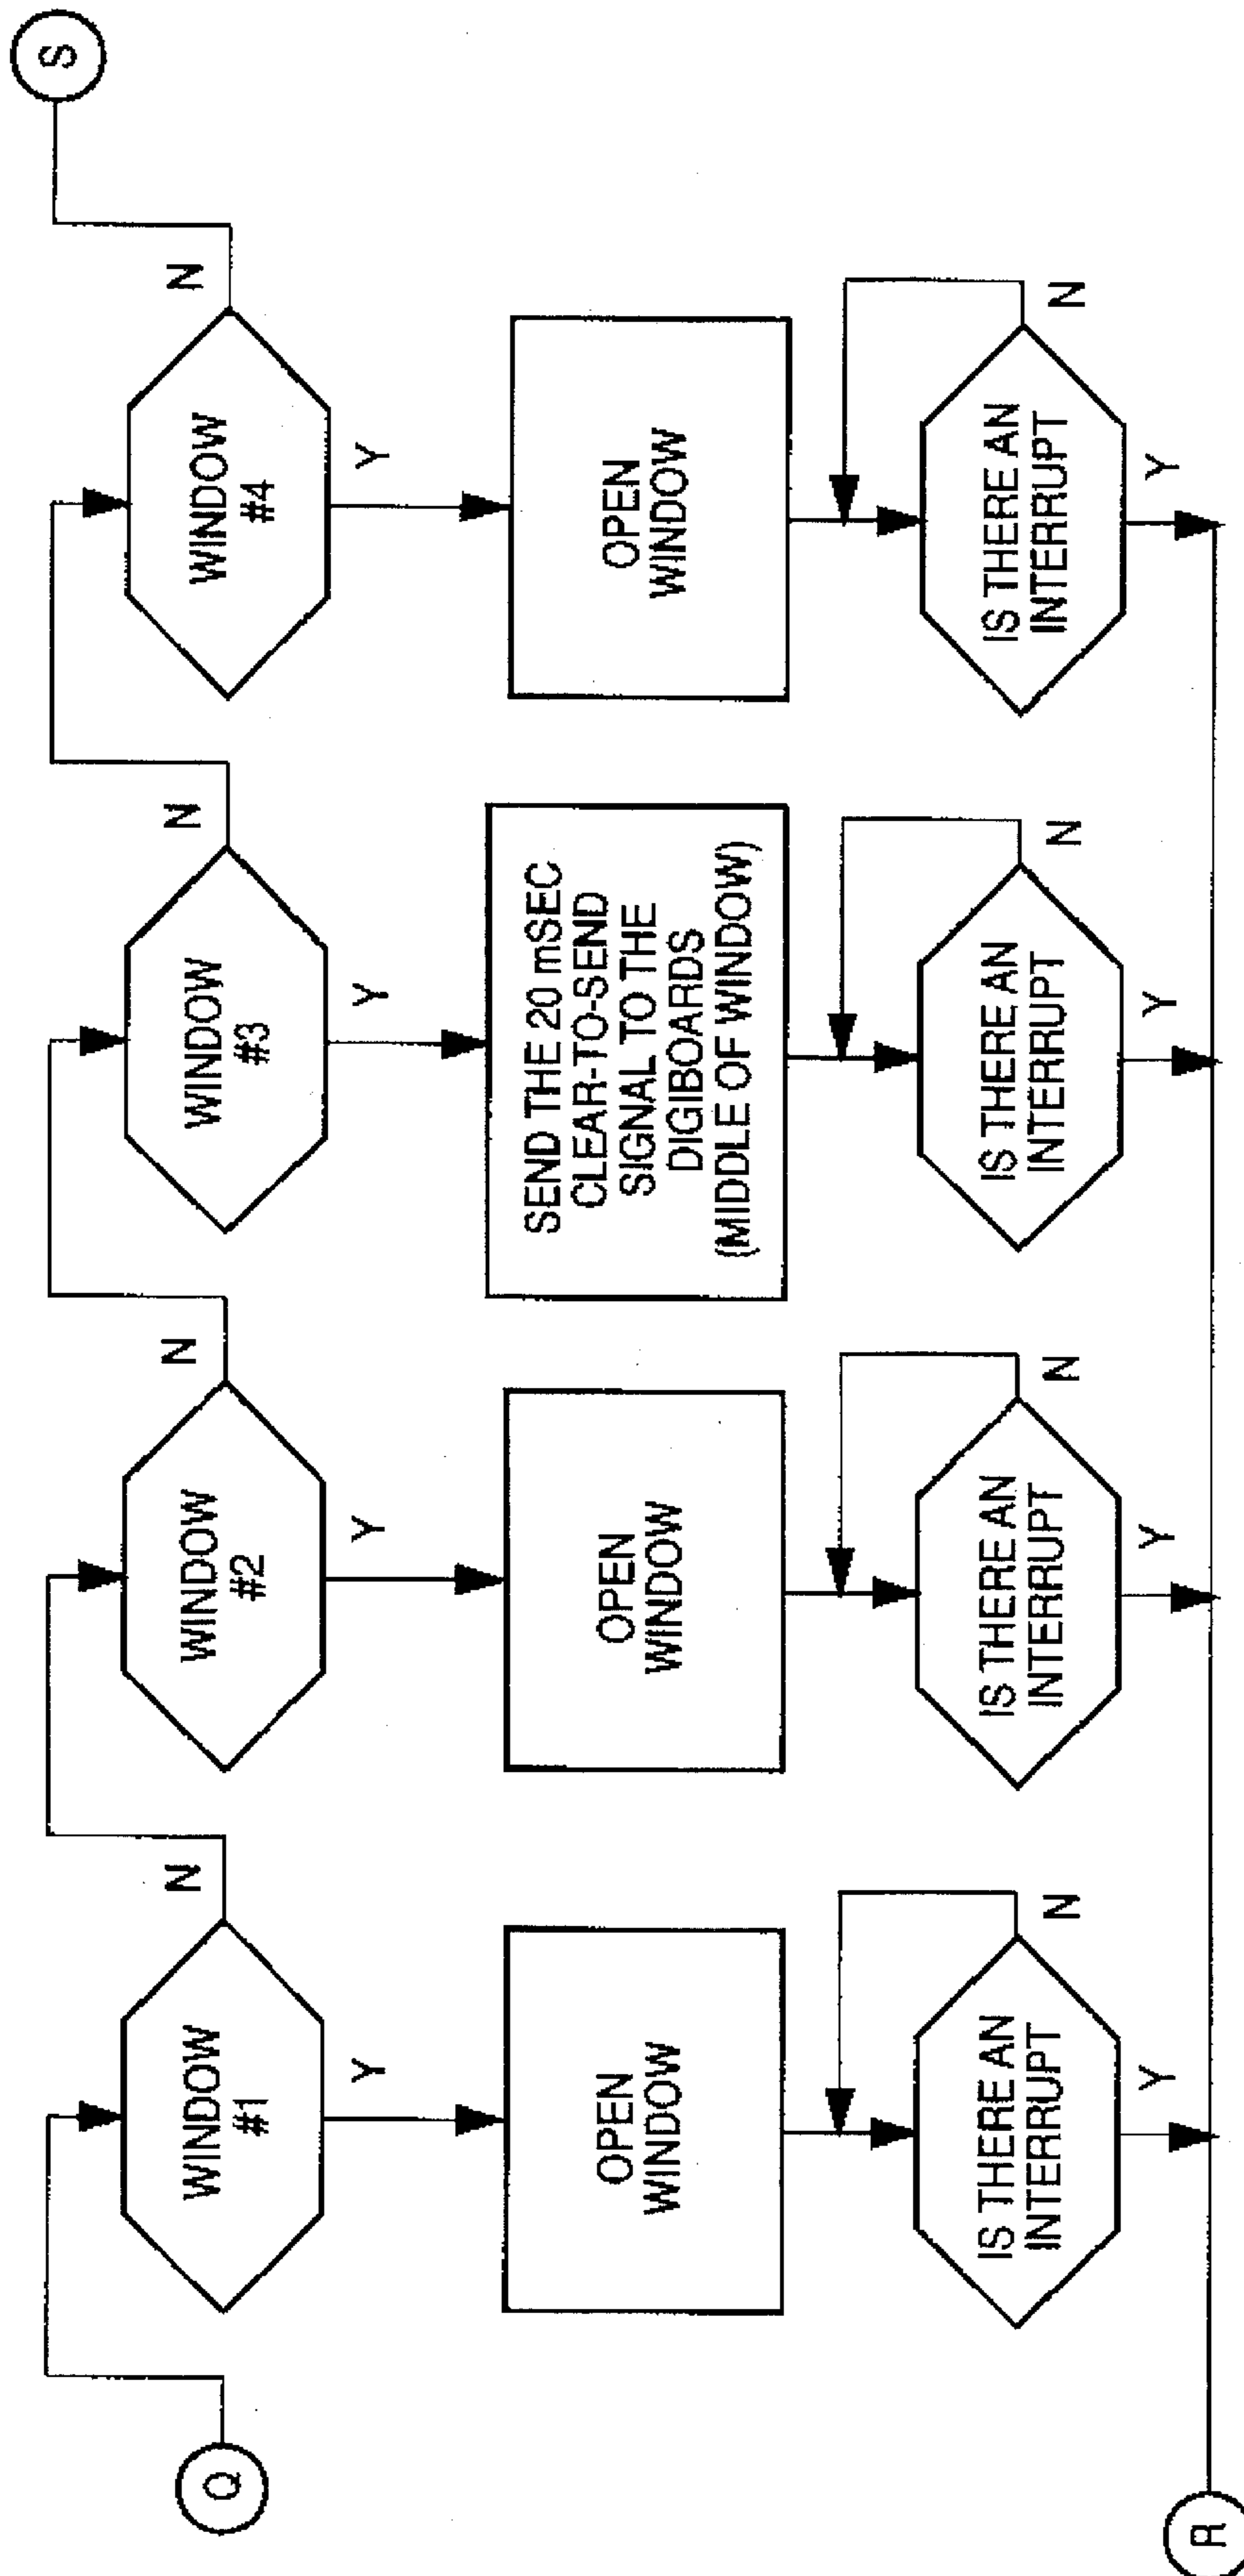 Q
WINDOW
#1
N
Y
OPEN
WINDOW
IS THERE AN
INTERRUPT
N
Y
WINDOW
#2
N
Y
OPEN
WINDOW
IS THERE AN
INTERRUPT
N
Y
WINDOW
#3
N
Y
SEND THE 20 mSEC
CLEAR-TO-SEND
SIGNAL TO THE
DIGIBOARDS
(MIDDLE OF WINDOW)
IS THERE AN
INTERRUPT
N
Y
WINDOW
#4
N
Y
OPEN
WINDOW
IS THERE AN
INTERRUPT
N
Y
S
R